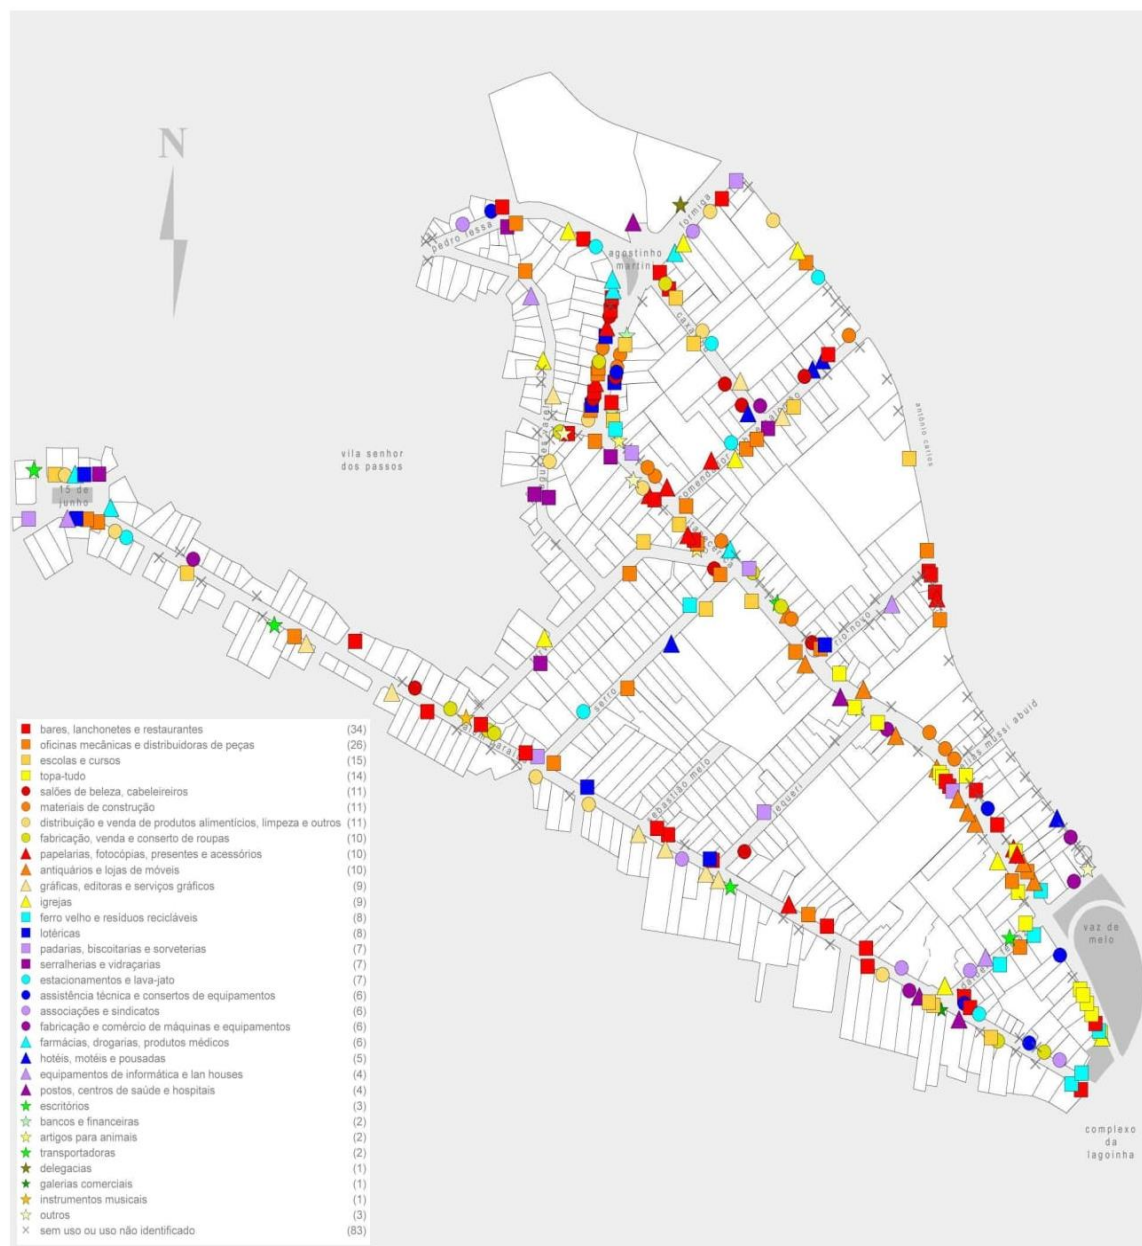 N
formiga
pedro lessa
agostinho
martini
antônio carlos
vila senhor
dos passos
15 de
junho
rio novo
serro
elias mussi abuid
sebastião melo
jequeri
vaz de
melo
complexo
da
lagoinha
bares, lanchonetes e restaurantes (34)
oficinas mecânicas e distribuidoras de peças (26)
escolas e cursos (15)
topa-tudo (14)
salões de beleza, cabeleireiros (11)
materiais de construção (11)
distribuição e venda de produtos alimentícios, limpeza e outros (11)
fabricação, venda e conserto de roupas (10)
papelarias, fotocópias, presentes e acessórios (10)
antiquários e lojas de móveis (10)
gráficas, editoras e serviços gráficos (9)
igrejas (9)
ferro velho e resíduos recicláveis (8)
lotéricas (8)
padarias, biscoitarias e sorveterias (7)
serralherias e vidraçarias (7)
estacionamentos e lava-jato (7)
assistência técnica e consertos de equipamentos (6)
associações e sindicatos (6)
fabricação e comércio de máquinas e equipamentos (6)
farmácias, drogarias, produtos médicos (6)
hotéis, motéis e pousadas (5)
equipamentos de informática e lan houses (4)
postos, centros de saúde e hospitais (4)
escritórios (3)
bancos e financeiras (2)
artigos para animais (2)
transportadoras (2)
delegacias (1)
galerias comerciais (1)
instrumentos musicais (1)
outros (3)
sem uso ou uso não identificado (83)